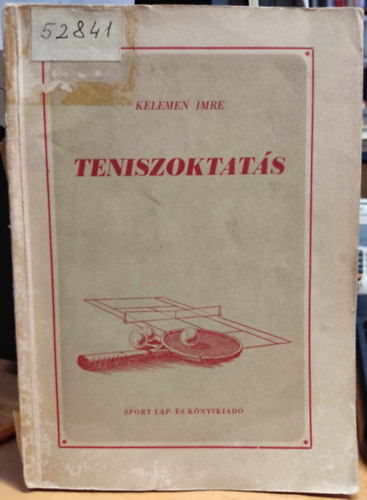 52841
KELEMEN IMRE
TENISZOKTATÁS
SPORT LAP- ÉS KÖNYVKIADÓ